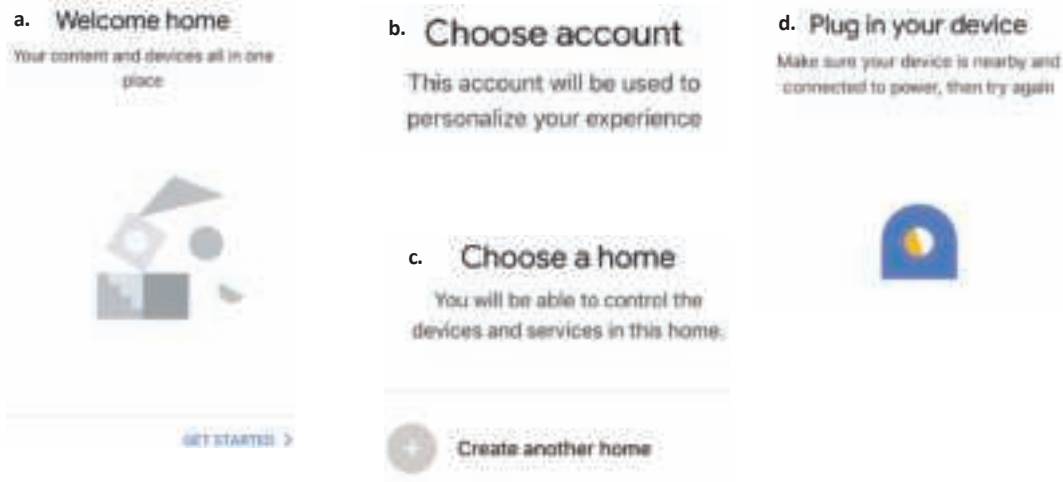 a. Welcome home
Your content and devices all in one
place
GET STARTED >
b. Choose account
This account will be used to
personalize your experience
c. Choose a home
You will be able to control the
devices and services in this home.
Create another home
d. Plug in your device
Make sure your device is nearby and
connected to power, then try again